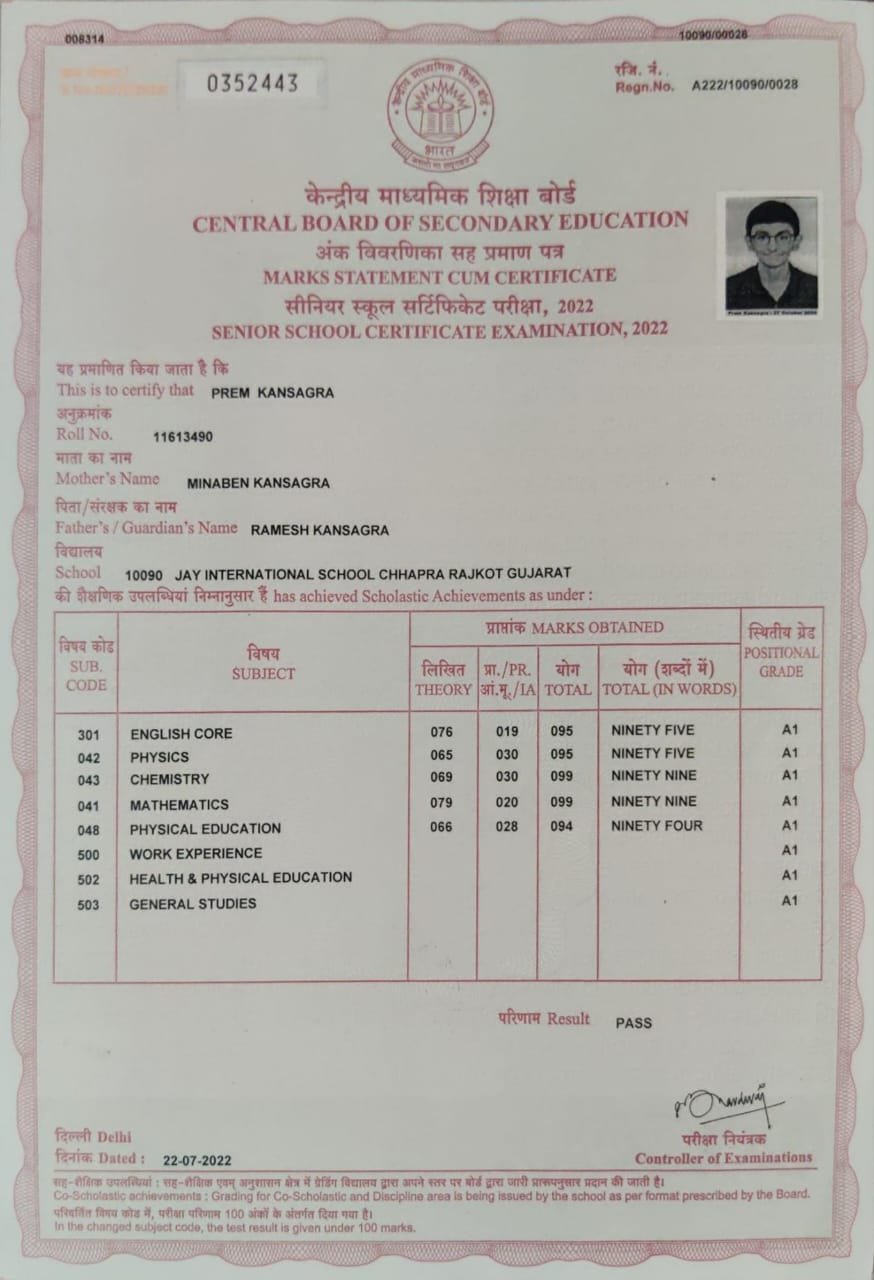 008314
10090/00028
0352443
रजि. नं.
Regn.No. A222/10090/0028
केन्द्रीय माध्यमिक शिक्षा बोर्ड
भारत
केन्द्रीय माध्यमिक शिक्षा बोर्ड
CENTRAL BOARD OF SECONDARY EDUCATION
अंक विवरणिका सह प्रमाण पत्र
MARKS STATEMENT CUM CERTIFICATE
सीनियर स्कूल सर्टिफिकेट परीक्षा, 2022
SENIOR SCHOOL CERTIFICATE EXAMINATION, 2022
Prem Kansagra
यह प्रमाणित किया जाता है कि
This is to certify that PREM KANSAGRA
अनुक्रमांक
Roll No. 11613490
माता का नाम
Mother's Name MINABEN KANSAGRA
पिता/संरक्षक का नाम
Father's / Guardian's Name RAMESH KANSAGRA
विद्यालय
School 10090 JAY INTERNATIONAL SCHOOL CHHAPRA RAJKOT GUJARAT
की शैक्षणिक उपलब्धियां निम्नानुसार हैं has achieved Scholastic Achievements as under :
विषय कोड SUB. CODE
विषय SUBJECT
प्राप्तांक MARKS OBTAINED
लिखित THEORY
प्रा./PR. आं.मू./IA
योग TOTAL
योग (शब्दों में) TOTAL (IN WORDS)
स्थितीय ग्रेड POSITIONAL GRADE
301 ENGLISH CORE 076 019 095 NINETY FIVE A1
042 PHYSICS 065 030 095 NINETY FIVE A1
043 CHEMISTRY 069 030 099 NINETY NINE A1
041 MATHEMATICS 079 020 099 NINETY NINE A1
048 PHYSICAL EDUCATION 066 028 094 NINETY FOUR A1
500 WORK EXPERIENCE A1
502 HEALTH & PHYSICAL EDUCATION A1
503 GENERAL STUDIES A1
परिणाम Result PASS
दिल्ली Delhi
दिनांक Dated : 22-07-2022
परीक्षा नियंत्रक
Controller of Examinations
सह-शैक्षिक उपलब्धियां : सह-शैक्षिक एवम् अनुशासन क्षेत्र में ग्रेडिंग विद्यालय द्वारा अपने स्तर पर बोर्ड द्वारा जारी प्रारूपनुसार प्रदान की जाती है।
Co-Scholastic achievements : Grading for Co-Scholastic and Discipline area is being issued by the school as per format prescribed by the Board.
परिवर्तित विषय कोड में, परीक्षा परिणाम 100 अंकों के अंतर्गत दिया गया है।
In the changed subject code, the test result is given under 100 marks.